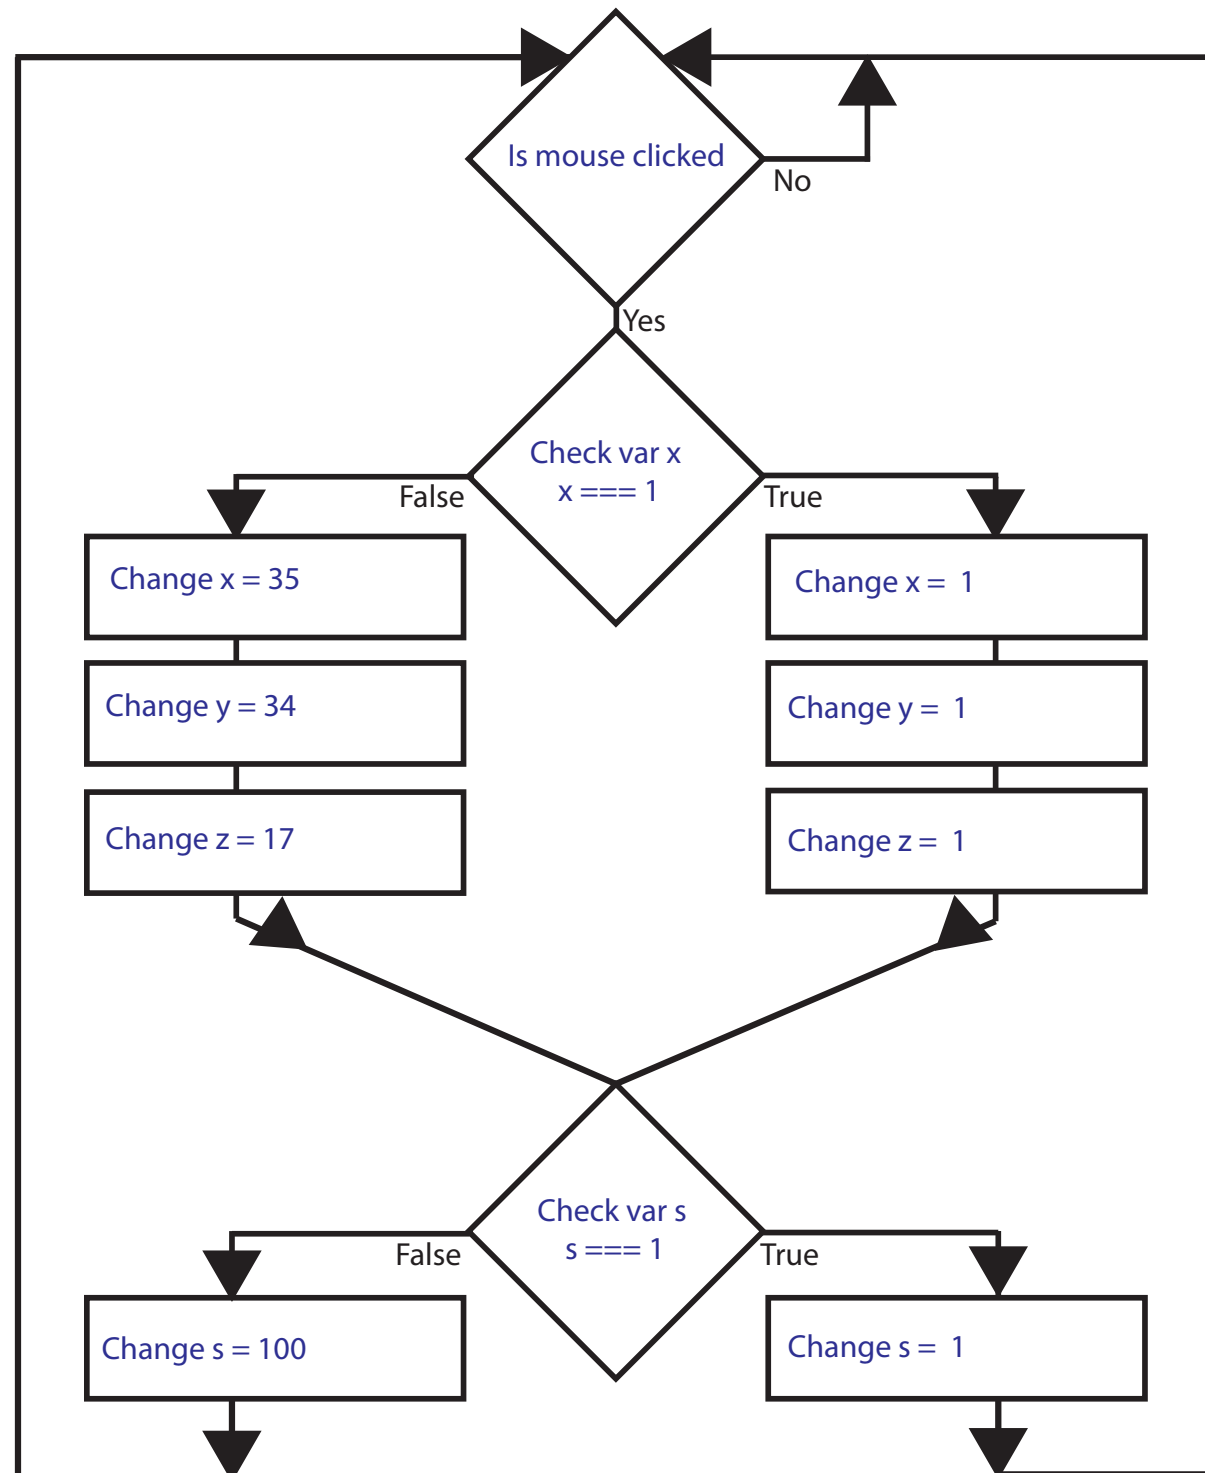 Is mouse clicked
No
Yes
Check var x
x === 1
False
True
Change x = 35
Change x =  1
Change y = 34
Change y =  1
Change z = 17
Change z =  1
Check var s
s === 1
False
True
Change s = 100
Change s =  1